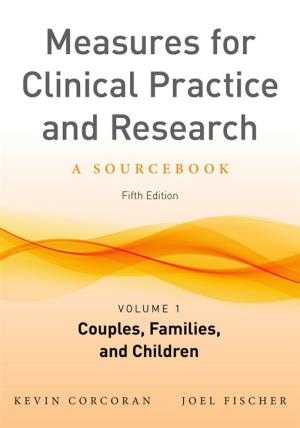 Measures for
Clinical Practice
and Research
A SOURCEBOOK
Fifth Edition
VOLUME 1
Couples, Families,
and Children
KEVIN CORCORAN JOEL FISCHER